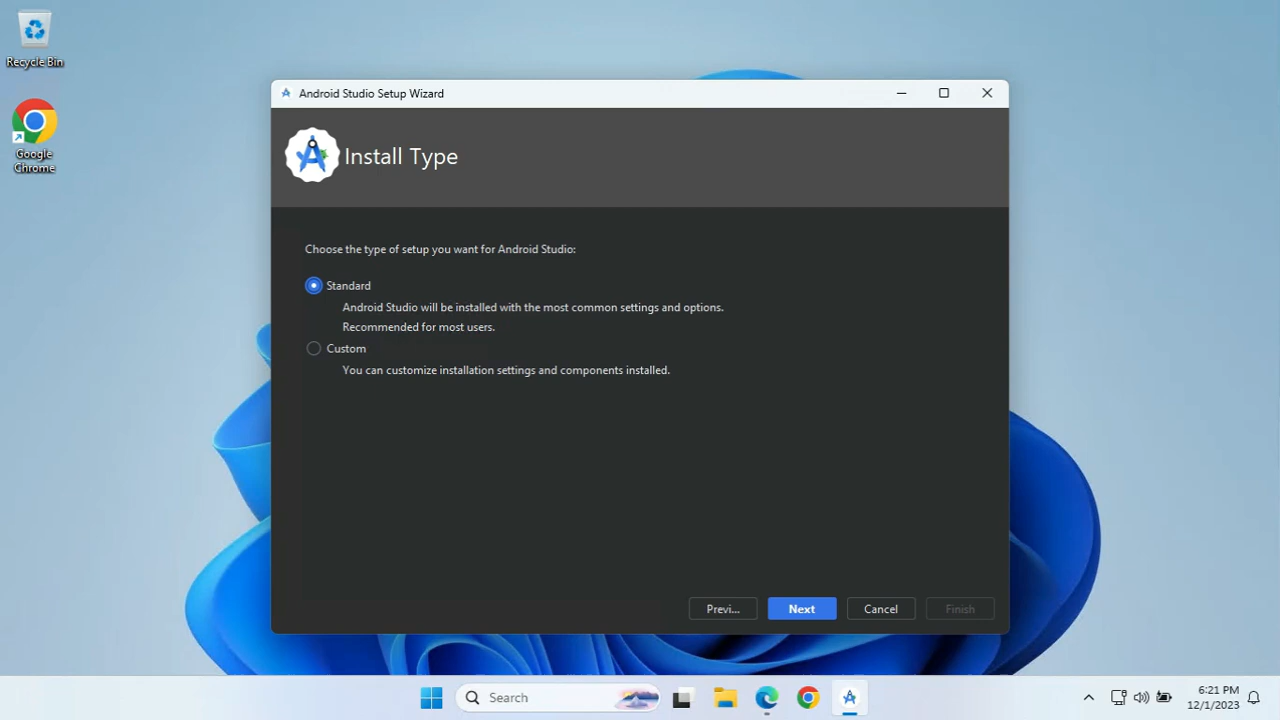 Recycle Bin
Google
Chrome
Android Studio Setup Wizard
Install Type
Choose the type of setup you want for Android Studio:
Standard
Android Studio will be installed with the most common settings and options.
Recommended for most users.
Custom
You can customize installation settings and components installed.
Previ...
Next
Cancel
Finish
Search
6:21 PM
12/1/2023